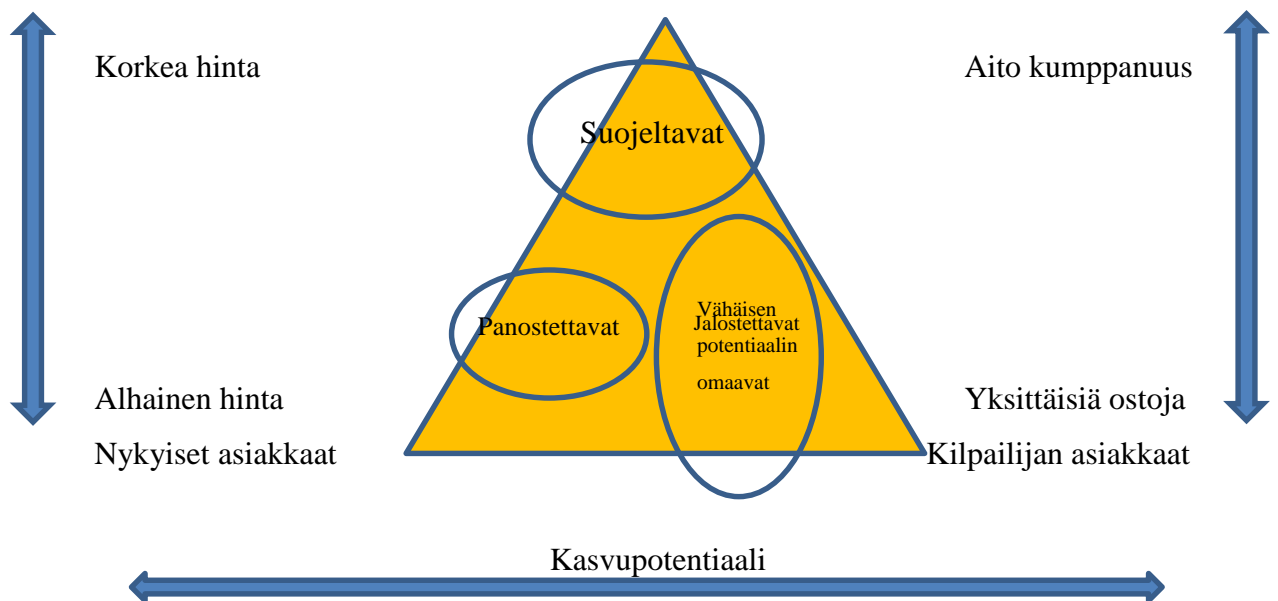 Korkea hinta
Aito kumppanuus
Suojeltavat
Vähäisen
Jalostettavat
Panostettavat
potentiaalin
omaavat
Alhainen hinta
Yksittäisiä ostoja
Nykyiset asiakkaat
Kilpailijan asiakkaat
Kasvupotentiaali